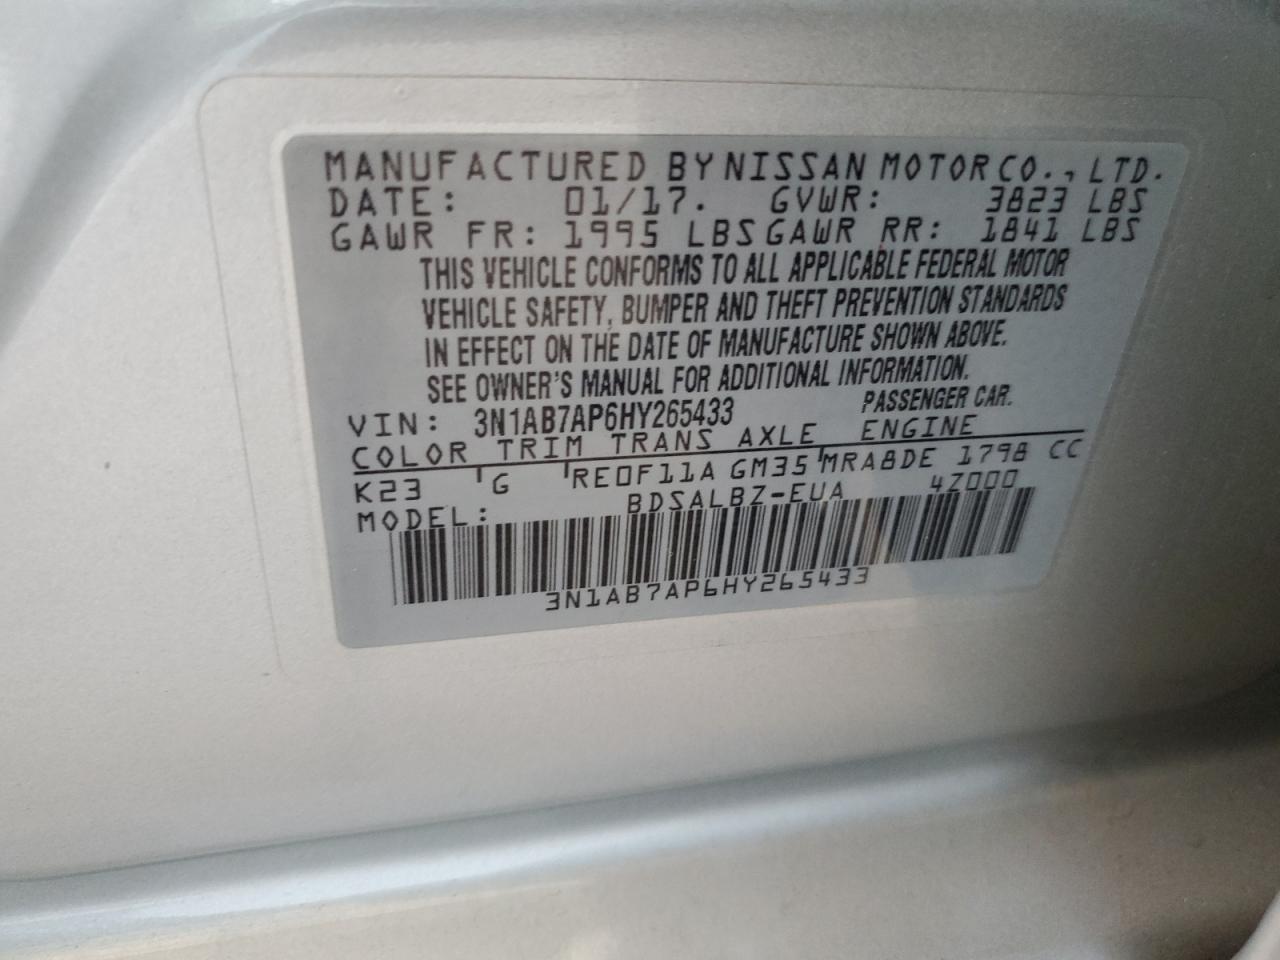 MANUFACTURED BY NISSAN MOTOR CO., LTD.
DATE: 01/17. GVWR: 3823 LBS
GAWR FR: 1995 LBS GAWR RR: 1841 LBS
THIS VEHICLE CONFORMS TO ALL APPLICABLE FEDERAL MOTOR
VEHICLE SAFETY, BUMPER AND THEFT PREVENTION STANDARDS
IN EFFECT ON THE DATE OF MANUFACTURE SHOWN ABOVE.
SEE OWNER'S MANUAL FOR ADDITIONAL INFORMATION.
VIN: 3N1AB7AP6HY265433 PASSENGER CAR.
COLOR TRIM TRANS AXLE ENGINE
K23 G RE0F11A GM35 MRA8DE 1798 CC
MODEL: BDSALBZ-EUA 4Z000
3N1AB7AP6HY265433